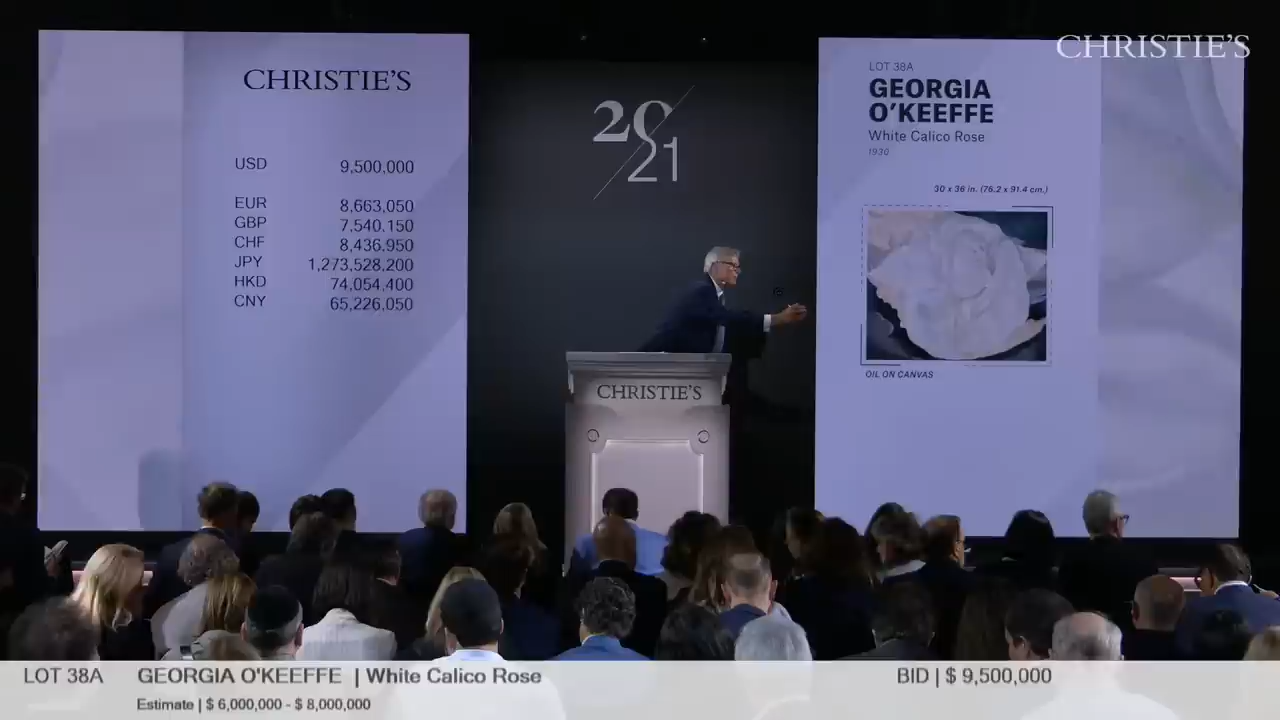 CHRISTIE'S
USD 9,500,000
EUR 8,663,050
GBP 7,540.150
CHF 8,436.950
JPY 1,273,528,200
HKD 74,054,400
CNY 65,226,050
20
21
CHRISTIE'S
CHRISTIE'S
LOT 38A
GEORGIA
O'KEEFFE
White Calico Rose
1930
30 x 36 in. (76.2 x 91.4 cm.)
OIL ON CANVAS
LOT 38A GEORGIA O'KEEFFE | White Calico Rose BID | $ 9,500,000
Estimate | $ 6,000,000 - $ 8,000,000